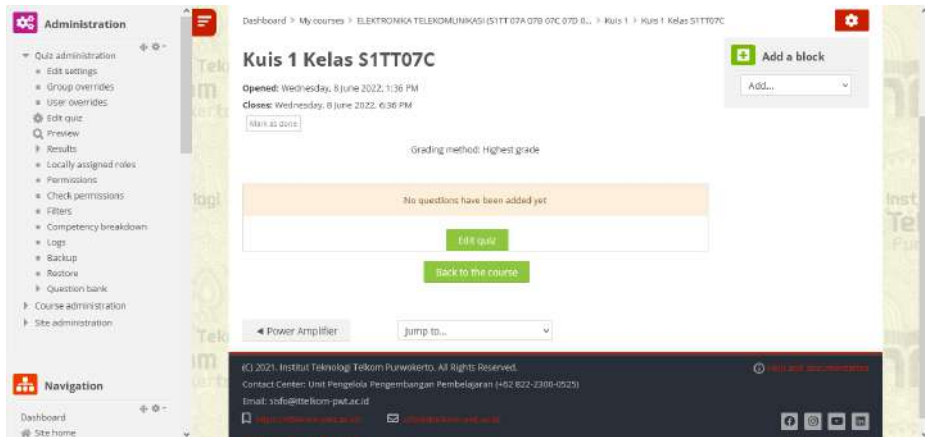 Administration
Quiz administration
Edit settings
Group overrides
User overrides
Edit quiz
Preview
Results
Locally assigned roles
Permissions
Check permissions
Filters
Competency breakdown
Logs
Backup
Restore
Question bank
Course administration
Site administration
Navigation
Dashboard
Site home
Dashboard > My courses > ELEKTRONIKA TELEKOMUNIKASI (S1TT 07A 07B 07C 07D 0... > Kuis 1 > Kuis 1 Kelas S1TT07C
Kuis 1 Kelas S1TT07C
Opened: Wednesday, 8 June 2022, 1:36 PM
Closes: Wednesday, 8 June 2022, 6:36 PM
Mark as done
Grading method: Highest grade
No questions have been added yet
Edit quiz
Back to the course
◄ Power Amplifier
Jump to...
Add a block
Add...
(C) 2021. Institut Teknologi Telkom Purwokerto. All Rights Reserved.
Contact Center: Unit Pengelola Pengembangan Pembelajaran (+62 822-2300-0525)
Email: sisfo@ittelkom-pwt.ac.id